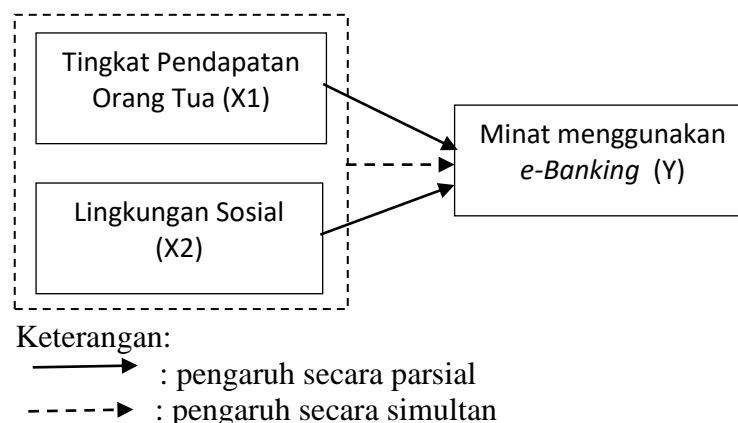 Tingkat Pendapatan
Orang Tua (X1)
Minat menggunakan
e-Banking (Y)
Lingkungan Sosial
(X2)
Keterangan:
: pengaruh secara parsial
: pengaruh secara simultan